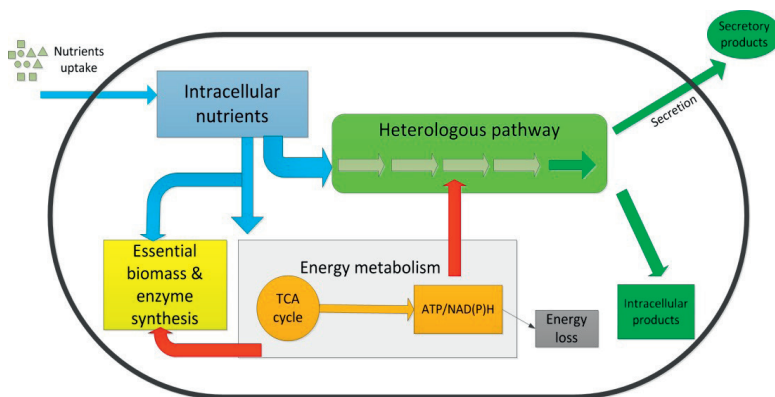 Nutrients
uptake
Secretory
products
Intracellular
nutrients
Secretion
Heterologous pathway
Essential
biomass &
enzyme
synthesis
Energy metabolism
TCA
cycle
ATP/NAD(P)H
Energy
loss
Intracellular
products